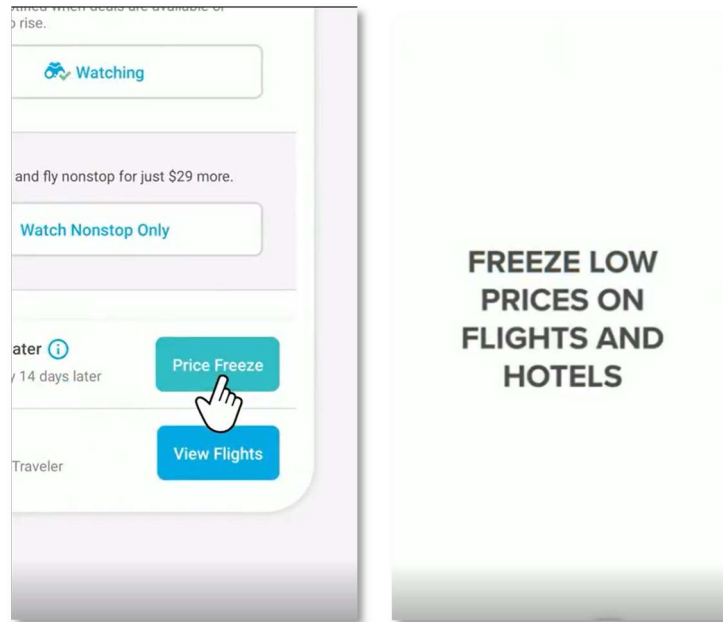 rise.
Watching
and fly nonstop for just $29 more.
Watch Nonstop Only
ater
14 days later
Price Freeze
View Flights
Traveler
FREEZE LOW
PRICES ON
FLIGHTS AND
HOTELS